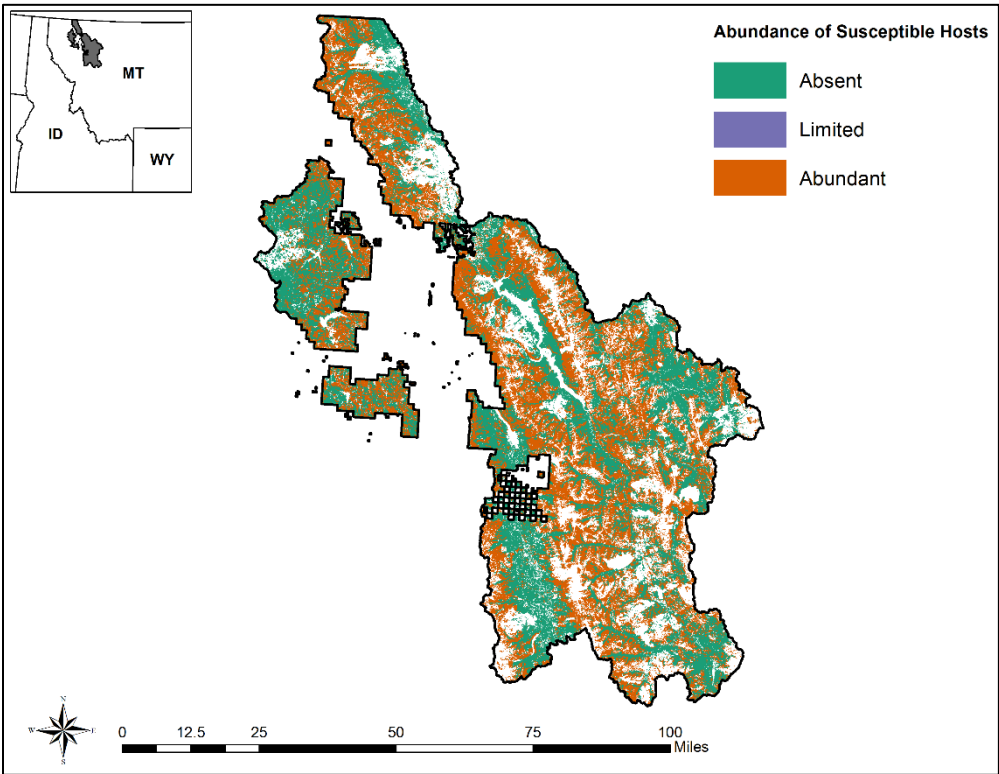 MT
ID
WY
Abundance of Susceptible Hosts
Absent
Limited
Abundant
N
W E
S
0 12.5 25 50 75 100
Miles